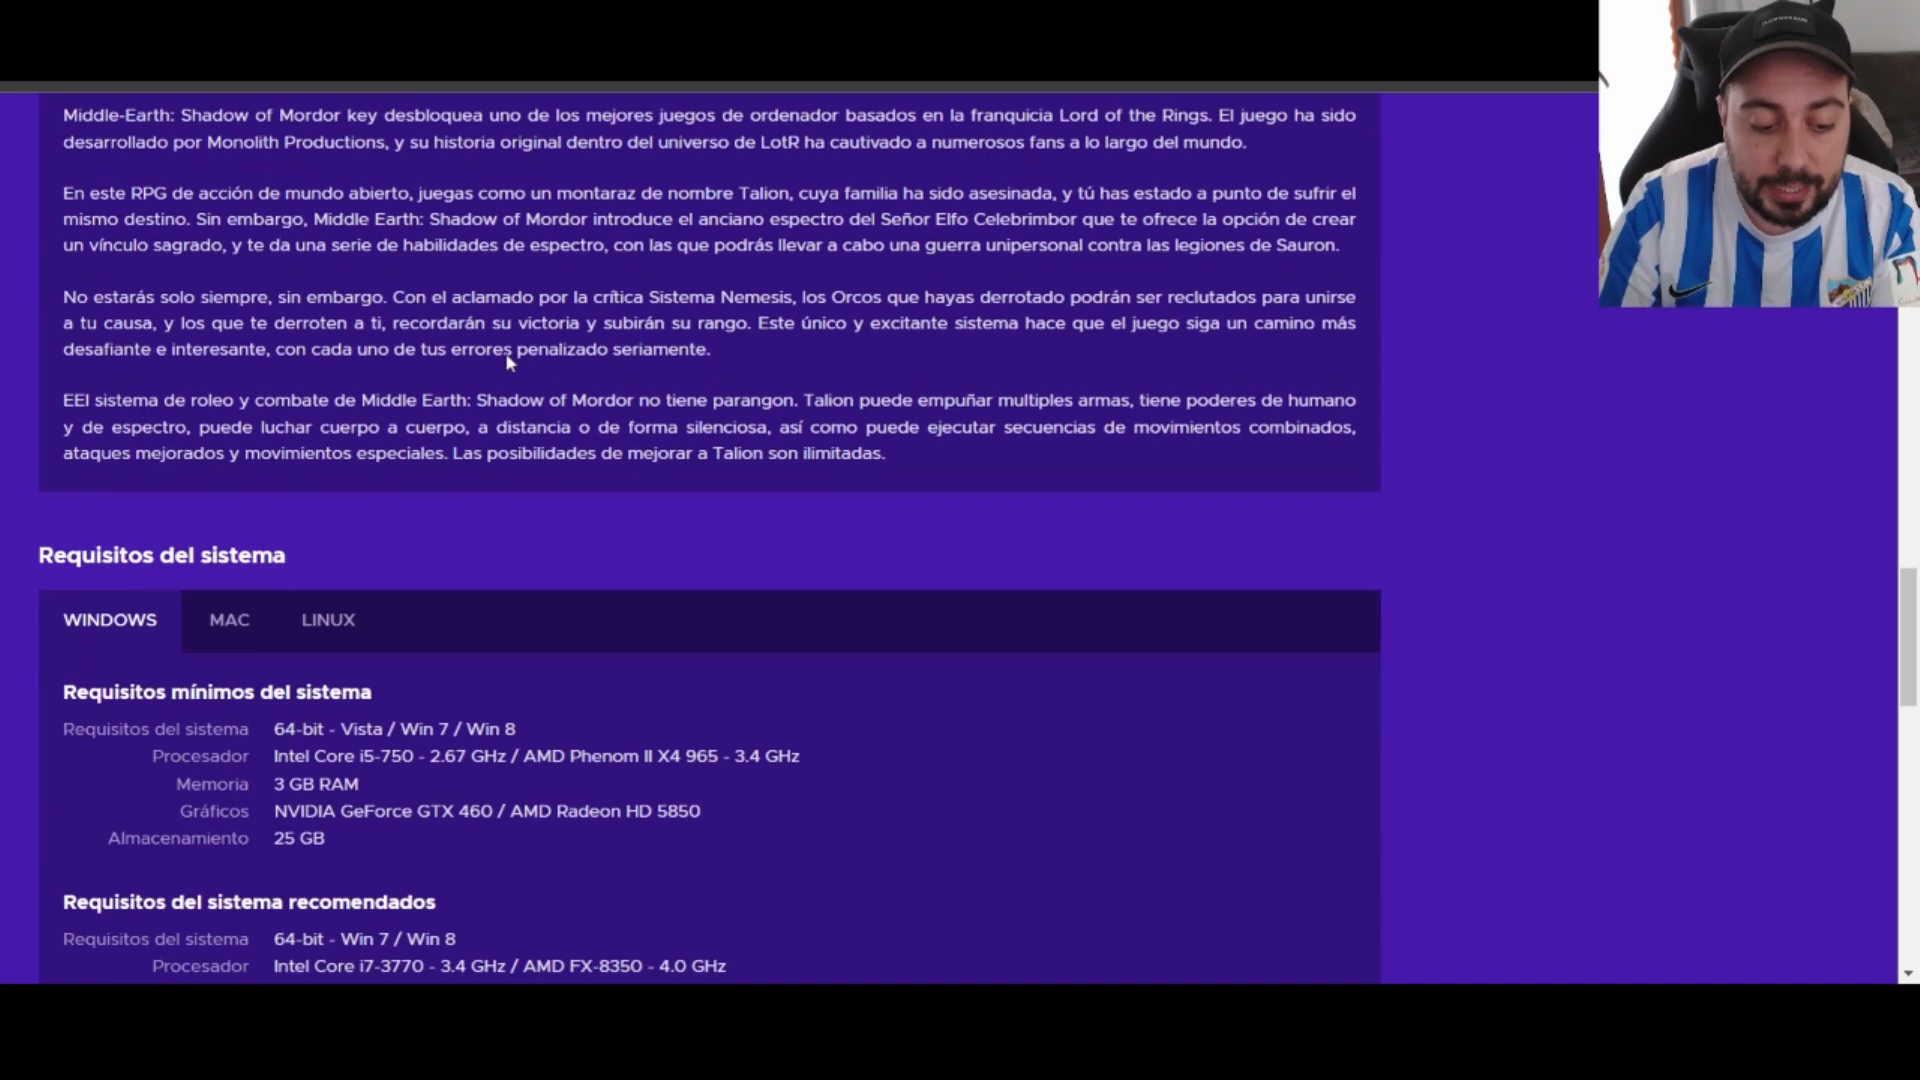 Middle-Earth: Shadow of Mordor key desbloquea uno de los mejores juegos de ordenador basados en la franquicia Lord of the Rings. El juego ha sido
desarrollado por Monolith Productions, y su historia original dentro del universo de LotR ha cautivado a numerosos fans a lo largo del mundo.
En este RPG de acción de mundo abierto, juegas como un montaraz de nombre Talion, cuya familia ha sido asesinada, y tú has estado a punto de sufrir el
mismo destino. Sin embargo, Middle Earth: Shadow of Mordor introduce el anciano espectro del Señor Elfo Celebrimbor que te ofrece la opción de crear
un vínculo sagrado, y te da una serie de habilidades de espectro, con las que podrás llevar a cabo una guerra unipersonal contra las legiones de Sauron.
No estarás solo siempre, sin embargo. Con el aclamado por la crítica Sistema Nemesis, los Orcos que hayas derrotado podrán ser reclutados para unirse
a tu causa, y los que te derroten a ti, recordarán su victoria y subirán su rango. Este único y excitante sistema hace que el juego siga un camino más
desafiante e interesante, con cada uno de tus errores penalizado seriamente.
EEl sistema de roleo y combate de Middle Earth: Shadow of Mordor no tiene parangon. Talion puede empuñar multiples armas, tiene poderes de humano
y de espectro, puede luchar cuerpo a cuerpo, a distancia o de forma silenciosa, así como puede ejecutar secuencias de movimientos combinados,
ataques mejorados y movimientos especiales. Las posibilidades de mejorar a Talion son ilimitadas.
Requisitos del sistema
WINDOWS MAC LINUX
Requisitos mínimos del sistema
Requisitos del sistema 64-bit - Vista / Win 7 / Win 8
Procesador Intel Core i5-750 - 2.67 GHz / AMD Phenom II X4 965 - 3.4 GHz
Memoria 3 GB RAM
Gráficos NVIDIA GeForce GTX 460 / AMD Radeon HD 5850
Almacenamiento 25 GB
Requisitos del sistema recomendados
Requisitos del sistema 64-bit - Win 7 / Win 8
Procesador Intel Core i7-3770 - 3.4 GHz / AMD FX-8350 - 4.0 GHz